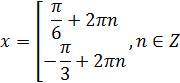 x = [ π/6 + 2πn
-π/3 + 2πn , n ∈ Z